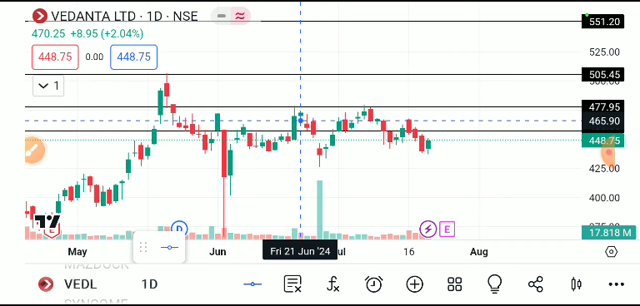 VEDANTA LTD · 1D · NSE
470.25 +8.95 (+2.04%)
448.75 0.00 448.75
1
551.20
525.00
505.45
477.95
465.90
448.75
425.00
400.00
17.818 M
D
E
E
May Jun Fri 21 Jun '24 Jul 16 Aug
MAZDOCK
VEDL 1D